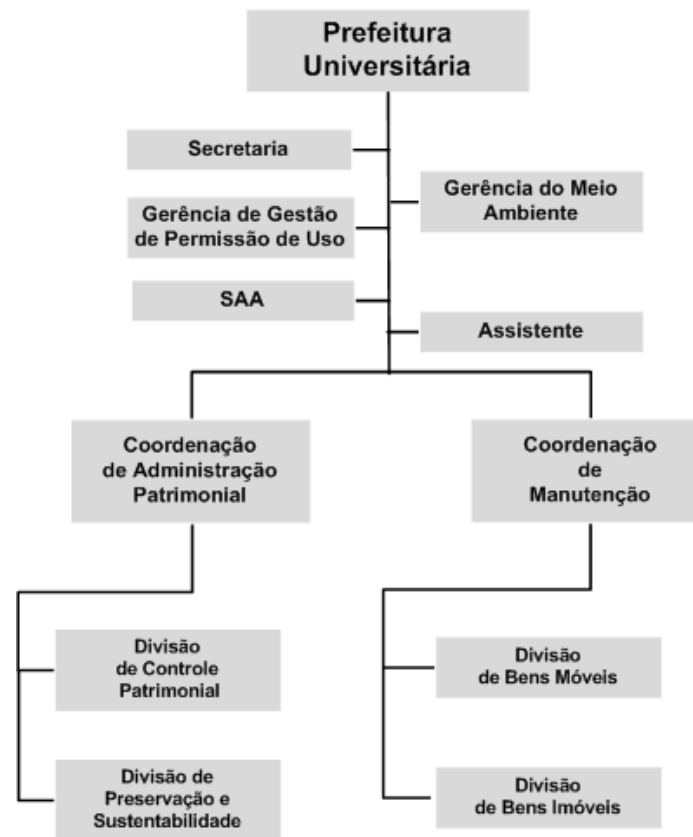 Prefeitura
Universitária
Secretaria
Gerência do Meio
Ambiente
Gerência de Gestão
de Permissão de Uso
SAA
Assistente
Coordenação
de Administração
Patrimonial
Coordenação
de
Manutenção
Divisão
de Controle
Patrimonial
Divisão
de Bens Móveis
Divisão de
Preservação e
Sustentabilidade
Divisão
de Bens Imóveis